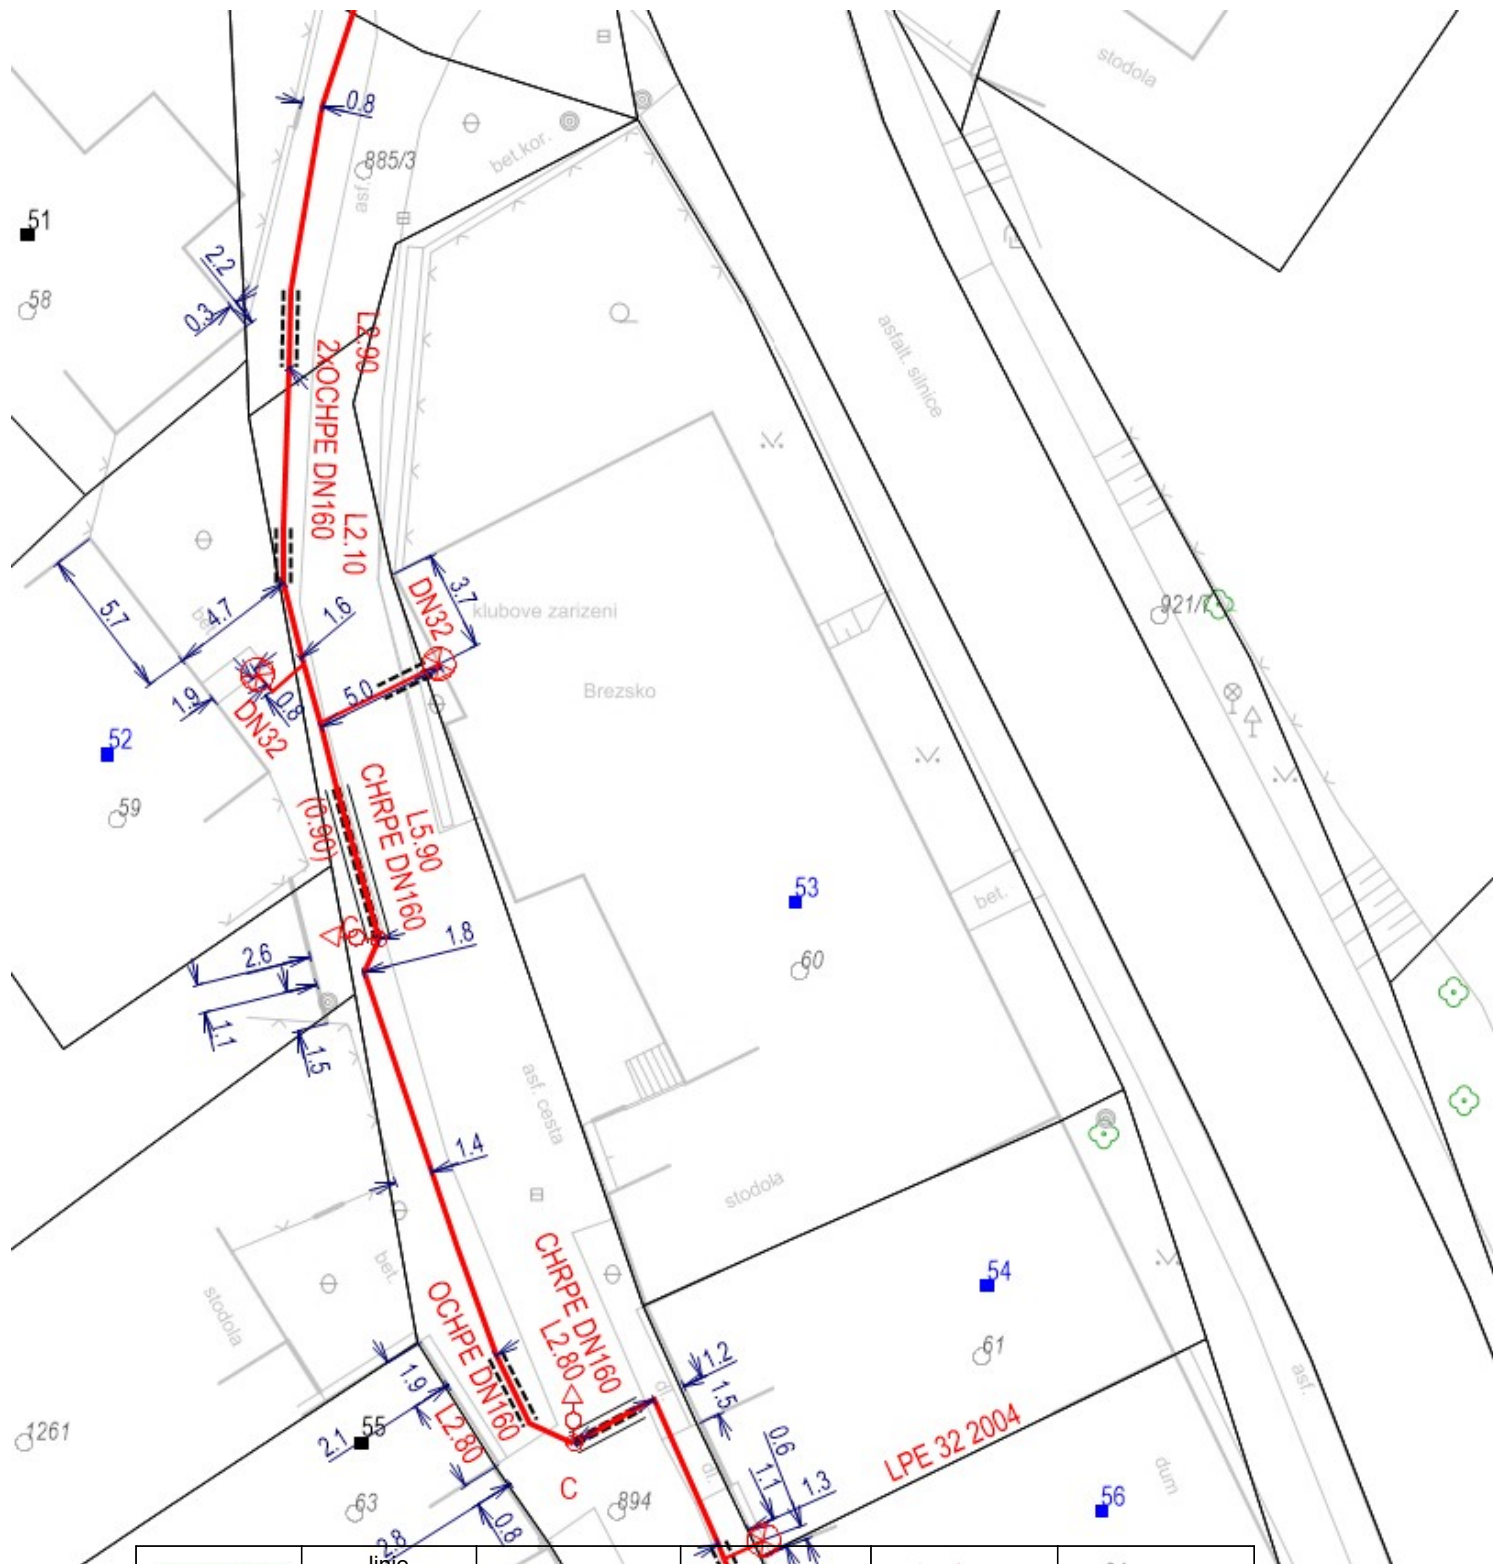 stodola
0.8
885/3
bet.kor.
51
2.2
58
0.3
L2.90
2xOCHPE DN160
asfalt. silnice
L2.10
5.7
4.7
1.6
DN32
3.7
klubove zarizeni
921/7
Brezsko
5.0
1.9
0.8
DN32
52
59
(0.90)
L5.90
CHRPE DN160
53
bet.
60
1.8
2.6
1.1
1.5
asf. cesta
1.4
stodola
bet.
stodola
CHRPE DN160
L2.80
OCHPE DN160
54
61
1.2
1.5
asf.
dl.
1.9
L2.80
2.1
55
1261
LPE 32 2004
0.6
1.1
1.3
dl.
C
63
894
2.8
0.8
dum
56
linie